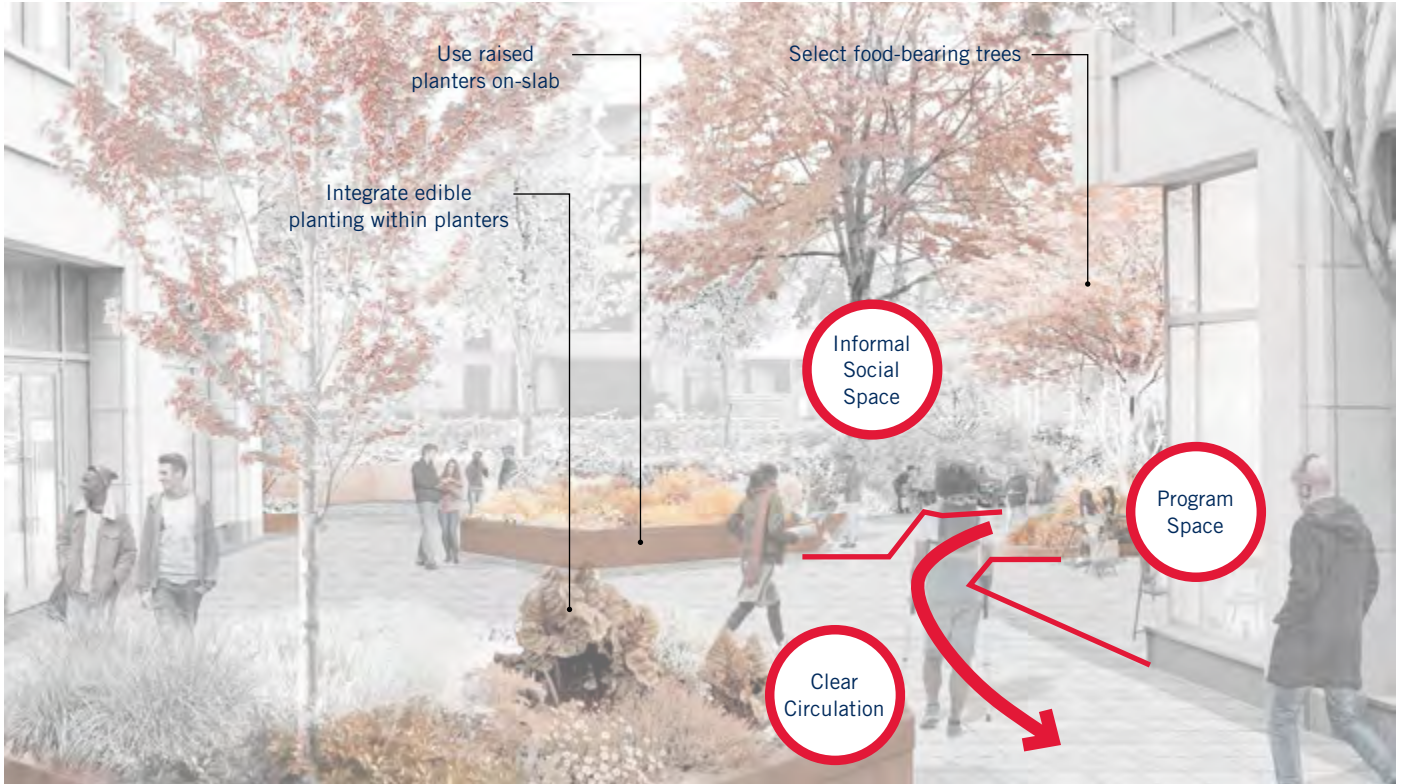 Use raised
planters on-slab
Select food-bearing trees
Integrate edible
planting within planters
Informal
Social
Space
Program
Space
Clear
Circulation